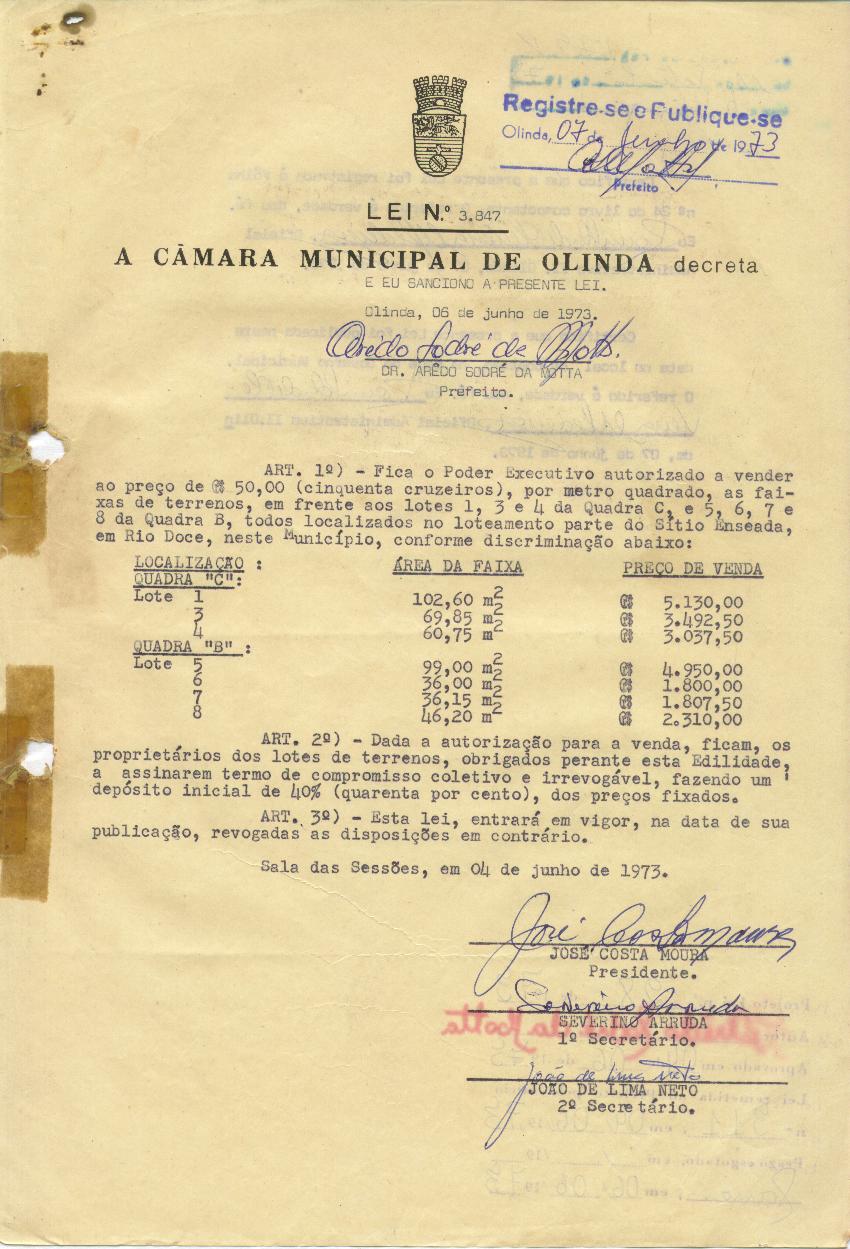 Registre-se e Publique-se
Olinda, 07 de Junho de 1973
Prefeito
LEI N.º 3.847
A CÂMARA MUNICIPAL DE OLINDA decreta
E EU SANCIONO A PRESENTE LEI.
Olinda, 06 de junho de 1973.
Arêdo Sodré da Motta.
DR. ARÊDO SODRÉ DA MOTTA
Prefeito.
ART. 1º) - Fica o Poder Executivo autorizado a vender
ao preço de ₢$ 50,00 (cinquenta cruzeiros), por metro quadrado, as fai-
xas de terrenos, em frente aos lotes 1, 3 e 4 da Quadra C, e 5, 6, 7 e
8 da Quadra B, todos localizados no loteamento parte do Sítio Enseada,
em Rio Doce, neste Município, conforme discriminação abaixo:
LOCALIZAÇÃO : ÁREA DA FAIXA PREÇO DE VENDA
QUADRA "C":
Lote 1 102,60 m2 ₢$ 5.130,00
3 69,85 m2 ₢$ 3.492,50
4 60,75 m2 ₢$ 3.037,50
QUADRA "B" :
Lote 5 99,00 m2 ₢$ 4.950,00
6 36,00 m2 ₢$ 1.800,00
7 36,15 m2 ₢$ 1.807,50
8 46,20 m2 ₢$ 2.310,00
ART. 2º) - Dada a autorização para a venda, ficam, os
proprietários dos lotes de terrenos, obrigados perante esta Edilidade,
a assinarem termo de compromisso coletivo e irrevogável, fazendo um
depósito inicial de 40% (quarenta por cento), dos preços fixados.
ART. 3º) - Esta lei, entrará em vigor, na data de sua
publicação, revogadas as disposições em contrário.
Sala das Sessões, em 04 de junho de 1973.
José Costa Moura
JOSÉ COSTA MOURA
Presidente.
Severino Arruda
SEVERINO ARRUDA
1º Secretário.
João de Lima Neto
JOÃO DE LIMA NETO
2º Secretário.